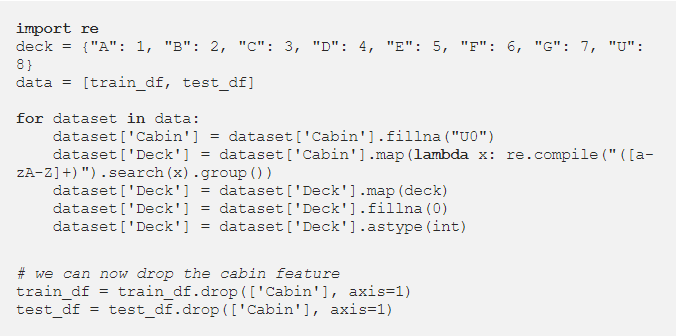 import re
deck = {"A": 1, "B": 2, "C": 3, "D": 4, "E": 5, "F": 6, "G": 7, "U":
8}
data = [train_df, test_df]

for dataset in data:
    dataset['Cabin'] = dataset['Cabin'].fillna("U0")
    dataset['Deck'] = dataset['Cabin'].map(lambda x: re.compile("([a-
zA-Z]+)").search(x).group())
    dataset['Deck'] = dataset['Deck'].map(deck)
    dataset['Deck'] = dataset['Deck'].fillna(0)
    dataset['Deck'] = dataset['Deck'].astype(int)

# we can now drop the cabin feature
train_df = train_df.drop(['Cabin'], axis=1)
test_df = test_df.drop(['Cabin'], axis=1)